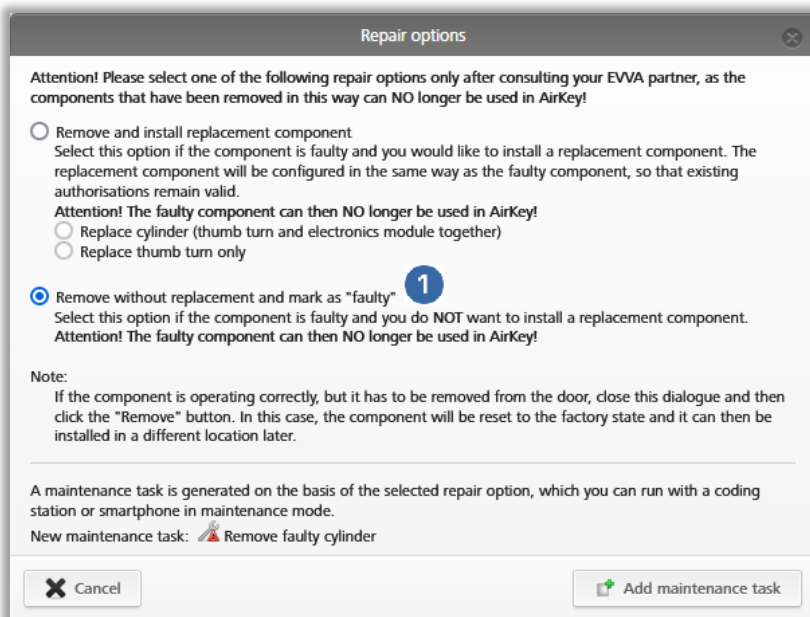 Repair options
Attention! Please select one of the following repair options only after consulting your EVVA partner, as the
components that have been removed in this way can NO longer be used in AirKey!
Remove and install replacement component
Select this option if the component is faulty and you would like to install a replacement component. The
replacement component will be configured in the same way as the faulty component, so that existing
authorisations remain valid.
Attention! The faulty component can then NO longer be used in AirKey!
Replace cylinder (thumb turn and electronics module together)
Replace thumb turn only
Remove without replacement and mark as "faulty" 1
Select this option if the component is faulty and you do NOT want to install a replacement component.
Attention! The faulty component can then NO longer be used in AirKey!
Note:
If the component is operating correctly, but it has to be removed from the door, close this dialogue and then
click the "Remove" button. In this case, the component will be reset to the factory state and it can then be
installed in a different location later.
A maintenance task is generated on the basis of the selected repair option, which you can run with a coding
station or smartphone in maintenance mode.
New maintenance task: Remove faulty cylinder
Cancel Add maintenance task